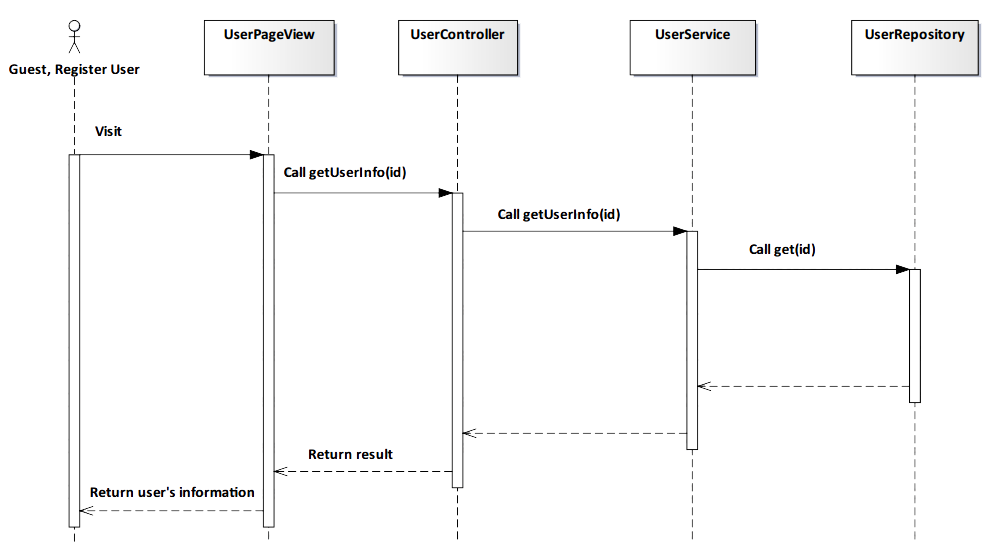 UserPageView
UserController
UserService
UserRepository
Guest, Register User
Visit
Call getUserInfo(id)
Call getUserInfo(id)
Call get(id)
Return result
Return user's information